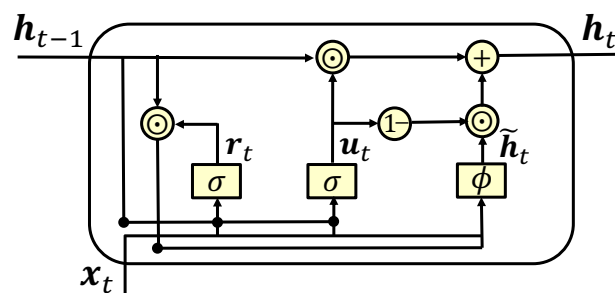 h_{t−1}
h_t
⊙
+
⊙
r_t
u_t
1−
⊙
h̃_t
σ
σ
ϕ
x_t